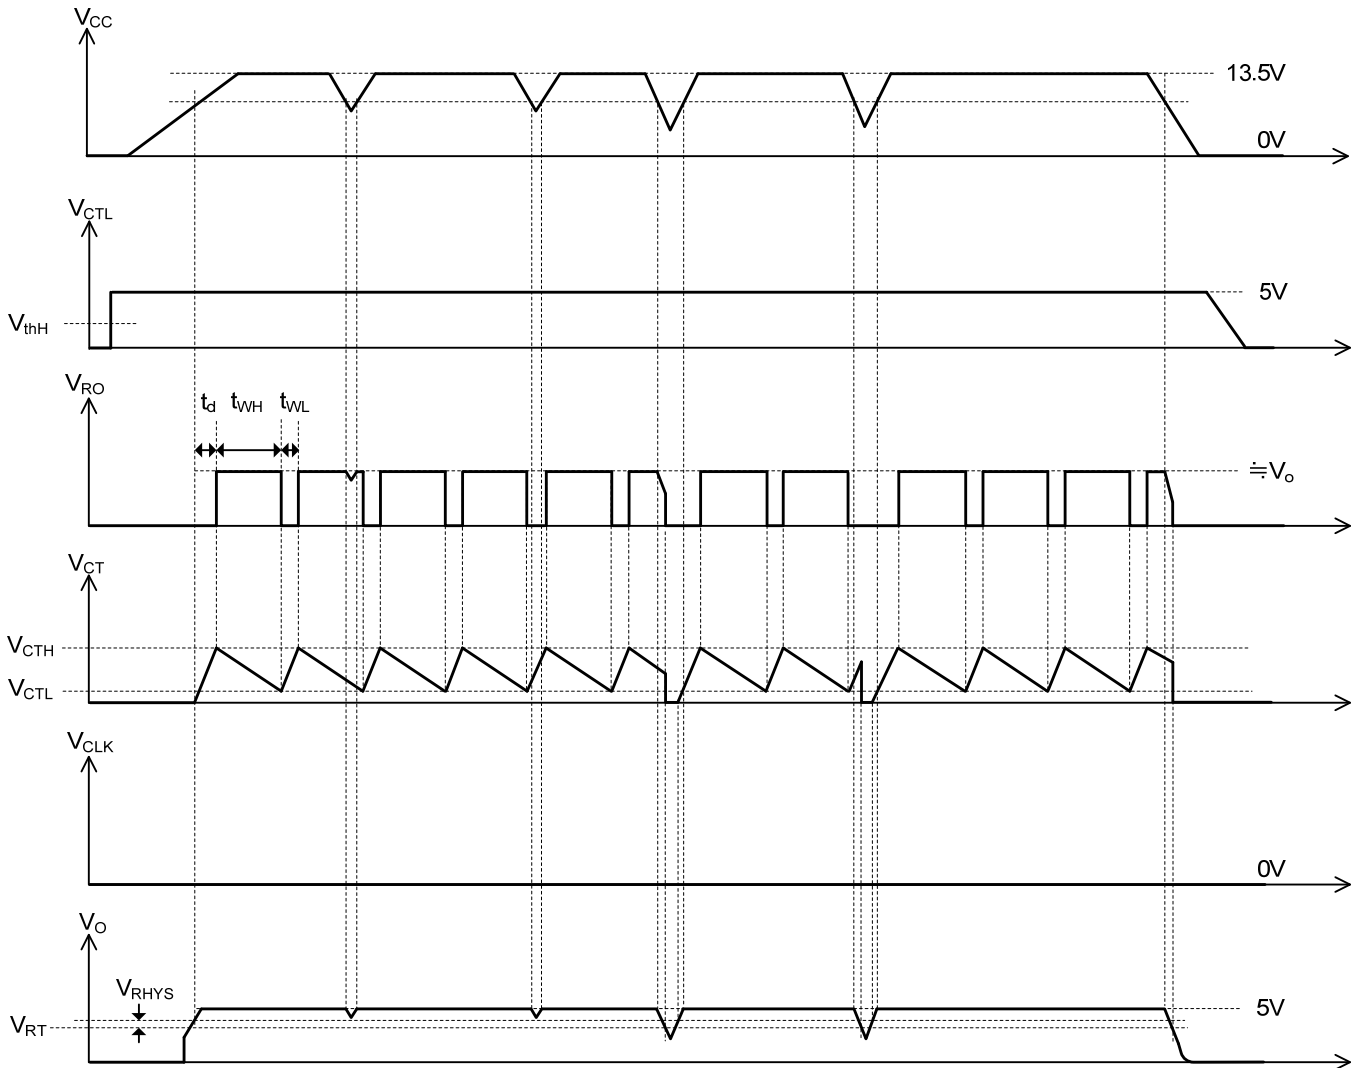 VCC
13.5V
0V
VCTL
5V
VthH
VRO
td tWH tWL
≒Vo
VCT
VCTH
VCTL
VCLK
0V
VO
VRHYS
5V
VRT